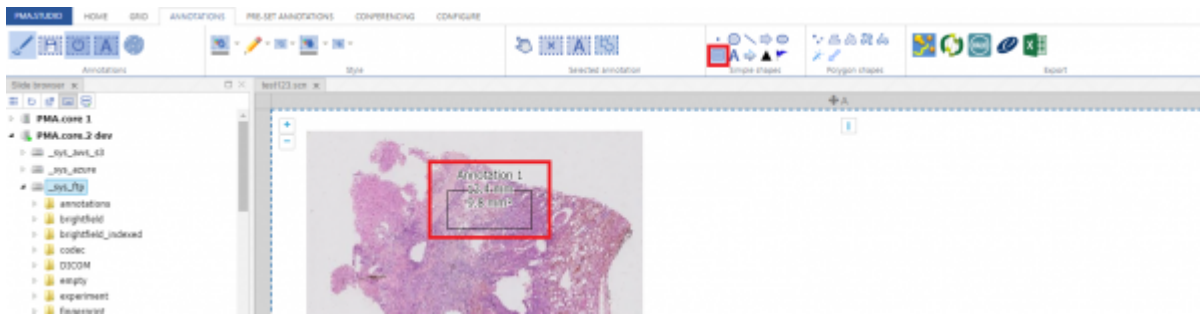 PMA.STUDIO HOME GRID ANNOTATIONS PRE-SET ANNOTATIONS CONFERENCING CONFIGURE
Annotations Style Selected annotation Simple shapes Polygon shapes Export
Slide browser test123.scn
A
PMA.core 1
PMA.core.2 dev
_sys_aws_s3
_sys_azure
_sys_ftp
annotations
brightfield
brightfield_indexed
codec
DICOM
empty
experiment
fingerprint
Annotation 1